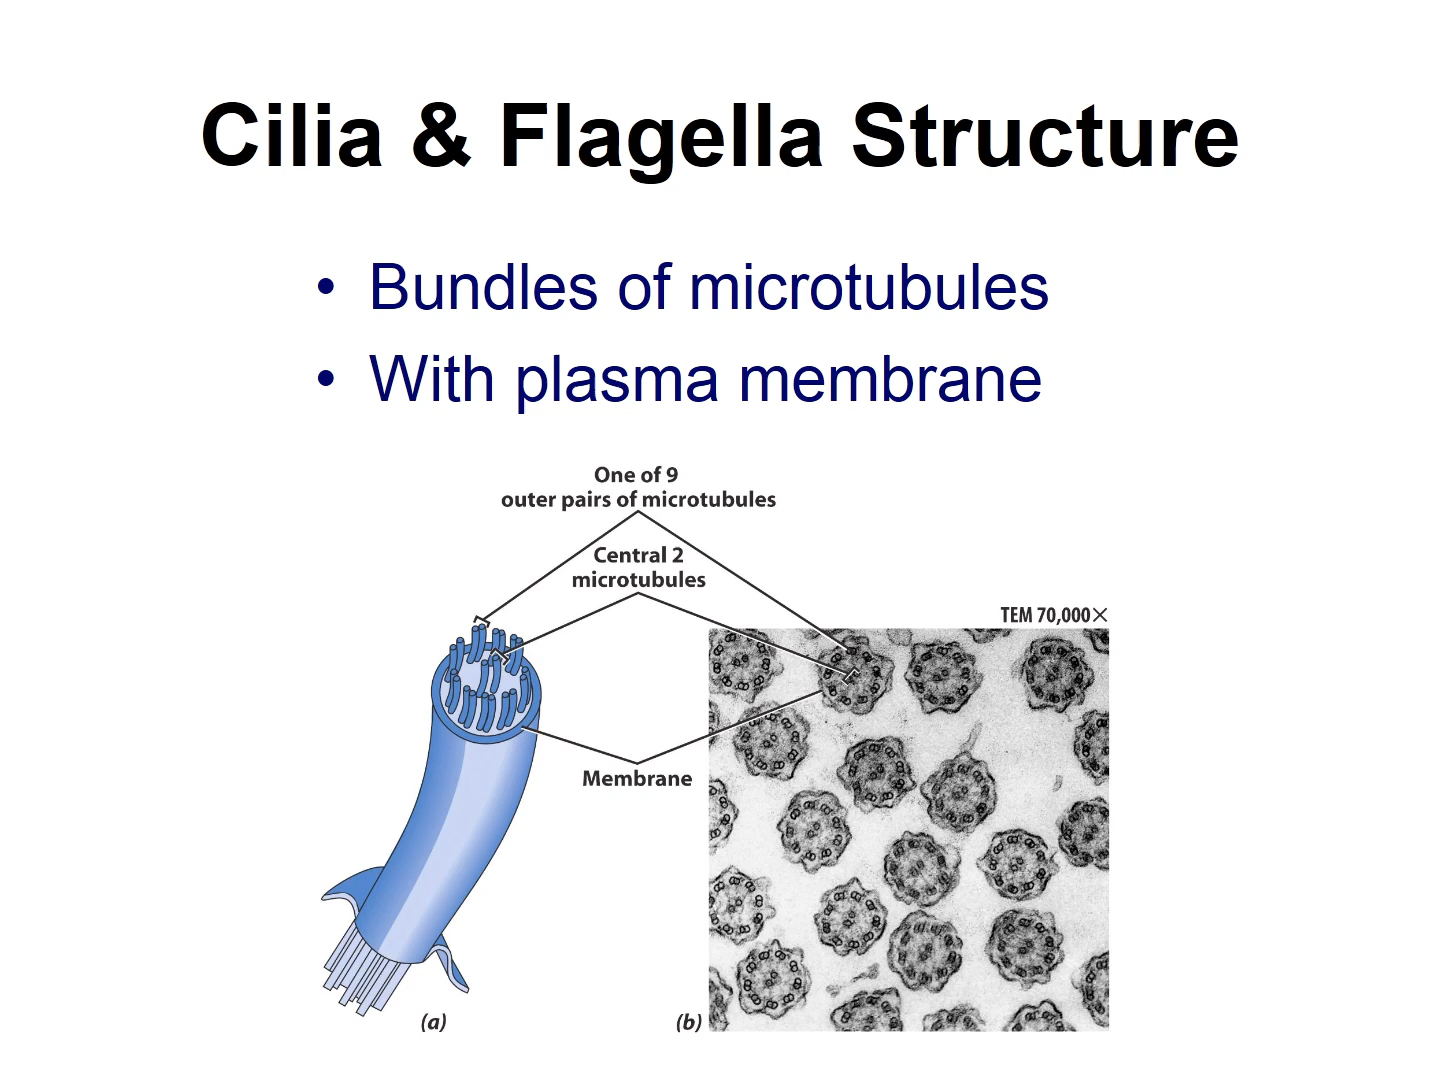 Cilia & Flagella Structure
• Bundles of microtubules
• With plasma membrane
One of 9
outer pairs of microtubules
Central 2
microtubules
TEM 70,000×
Membrane
(a)
(b)